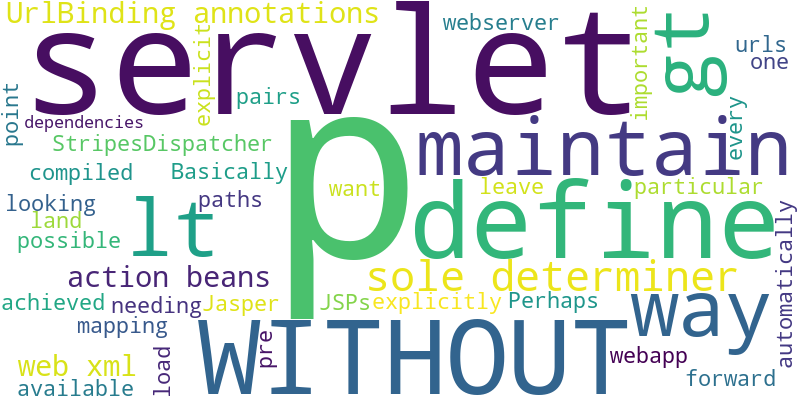 UrlBinding annotations
servlet
explicit
webserver
important
gt
urls
one
point
pairs
dependencies
StripesDispatcher
p
maintain
every
compiled
Basically
looking
paths
want
leave
particular
land
possible
lt
define
automatically
action beans
sole determiner
achieved
needing
Jasper
JSPs
explicitly
Perhaps
way
mapping
WITHOUT
pre
webapp
web xml
load
available
forward